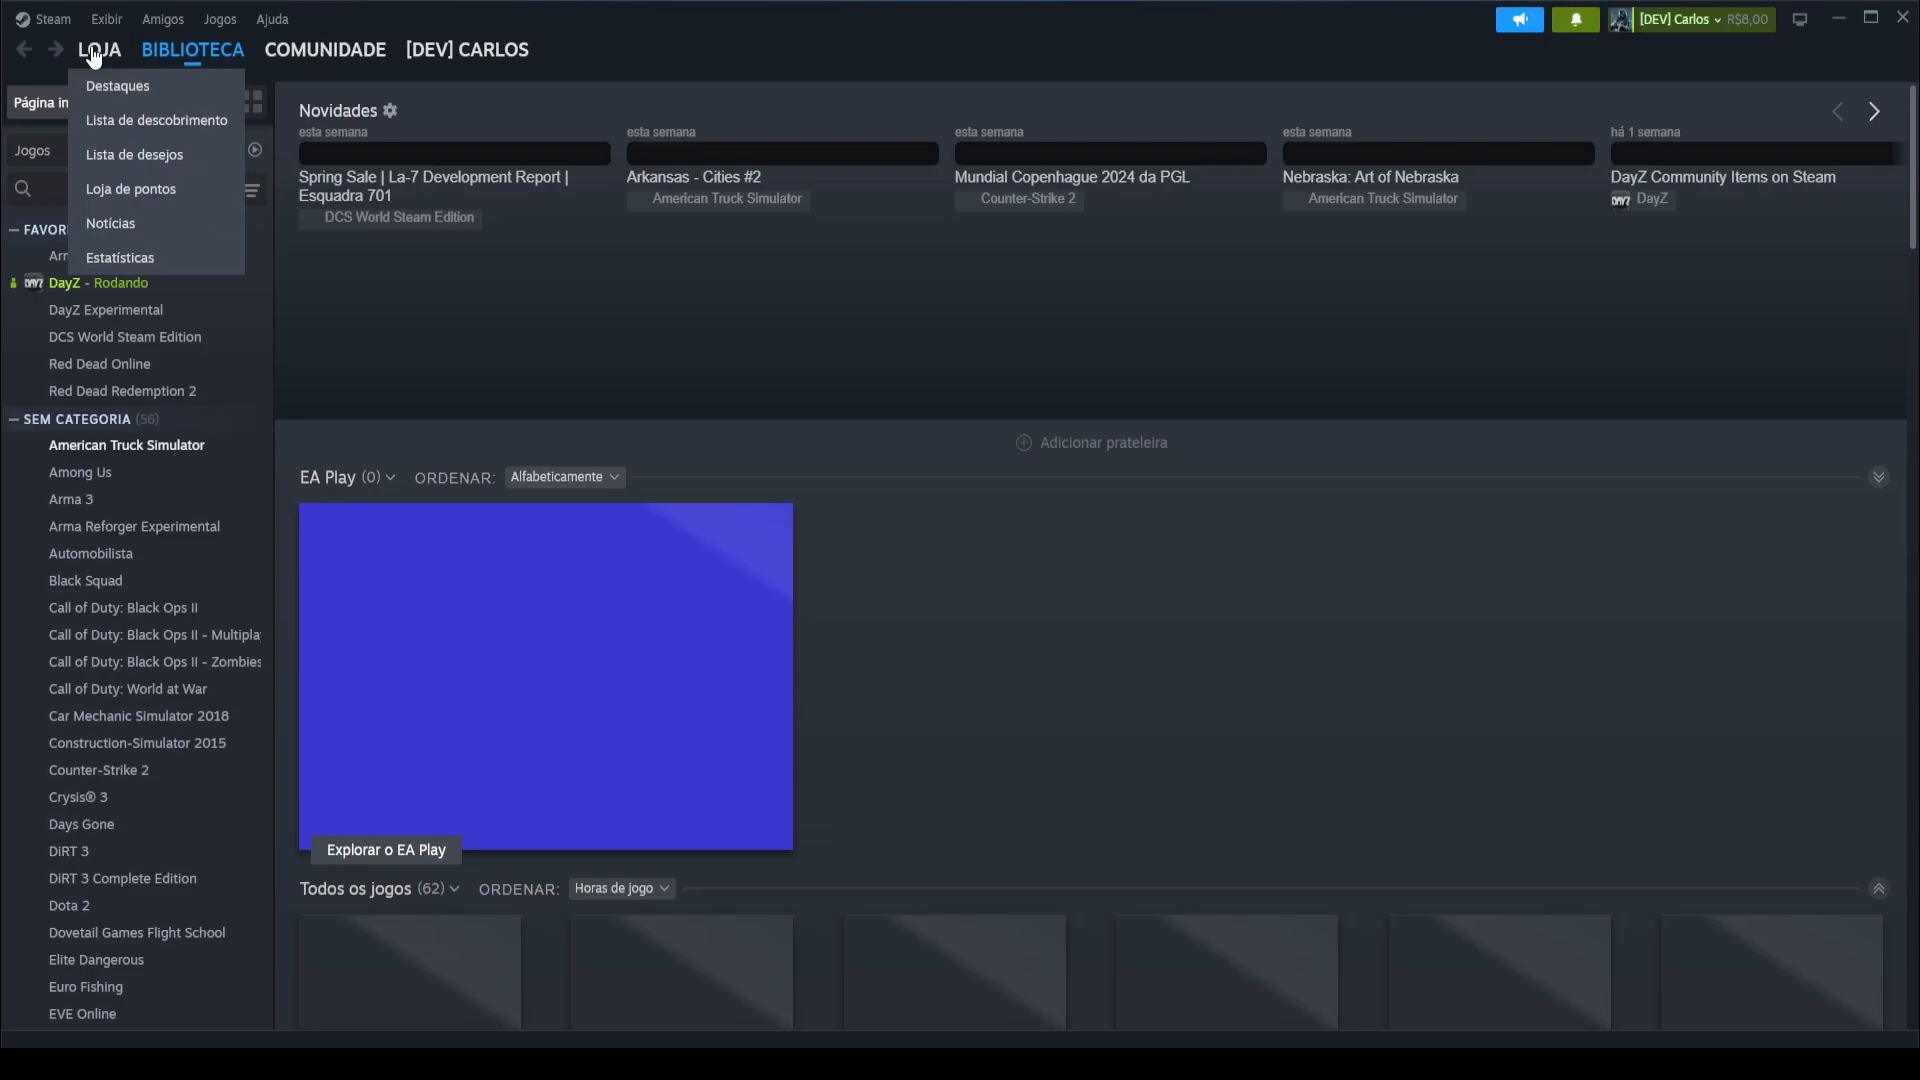 Steam Exibir Amigos Jogos Ajuda [DEV] Carlos R$8,00
LOJA BIBLIOTECA COMUNIDADE [DEV] CARLOS
Destaques
Lista de descobrimento
Lista de desejos
Loja de pontos
Notícias
Estatísticas
Página in
Jogos
FAVOR
Arm
DayZ - Rodando
DayZ Experimental
DCS World Steam Edition
Red Dead Online
Red Dead Redemption 2
SEM CATEGORIA (56)
American Truck Simulator
Among Us
Arma 3
Arma Reforger Experimental
Automobilista
Black Squad
Call of Duty: Black Ops II
Call of Duty: Black Ops II - Multipla
Call of Duty: Black Ops II - Zombies
Call of Duty: World at War
Car Mechanic Simulator 2018
Construction-Simulator 2015
Counter-Strike 2
Crysis® 3
Days Gone
DiRT 3
DiRT 3 Complete Edition
Dota 2
Dovetail Games Flight School
Elite Dangerous
Euro Fishing
EVE Online
Novidades
esta semana
Spring Sale | La-7 Development Report |
Esquadra 701
DCS World Steam Edition
esta semana
Arkansas - Cities #2
American Truck Simulator
esta semana
Mundial Copenhague 2024 da PGL
Counter-Strike 2
esta semana
Nebraska: Art of Nebraska
American Truck Simulator
há 1 semana
DayZ Community Items on Steam
DayZ
Adicionar prateleira
EA Play (0) ORDENAR: Alfabeticamente
Explorar o EA Play
Todos os jogos (62) ORDENAR: Horas de jogo